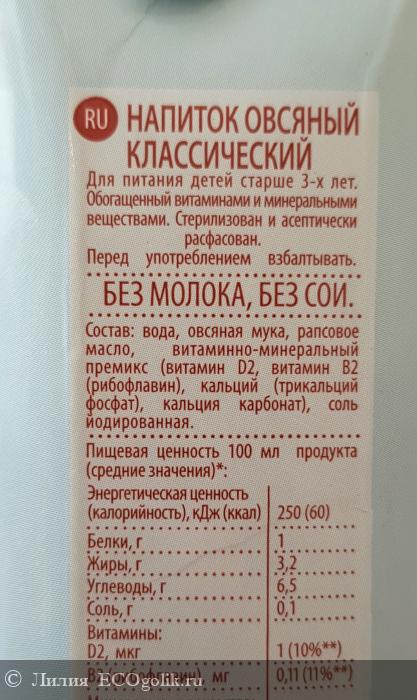 RU НАПИТОК ОВСЯНЫЙ
КЛАССИЧЕСКИЙ
Для питания детей старше 3-х лет.
Обогащенный витаминами и минеральными
веществами. Стерилизован и асептически
расфасован.
Перед употреблением взбалтывать.
БЕЗ МОЛОКА, БЕЗ СОИ.
Состав: вода, овсяная мука, рапсовое
масло, витаминно-минеральный
премикс (витамин D2, витамин B2
(рибофлавин), кальций (трикальций
фосфат), кальция карбонат), соль
йодированная.
Пищевая ценность 100 мл продукта
(средние значения)*:
Энергетическая ценность
(калорийность), кДж (ккал) 250 (60)
Белки, г 1
Жиры, г 3,2
Углеводы, г 6,5
Соль, г 0,1
Витамины:
D2, мкг 1 (10%**)
B2 (рибофлавин), мг 0,11 (11%**)
© Лилия ECOgolik.ru